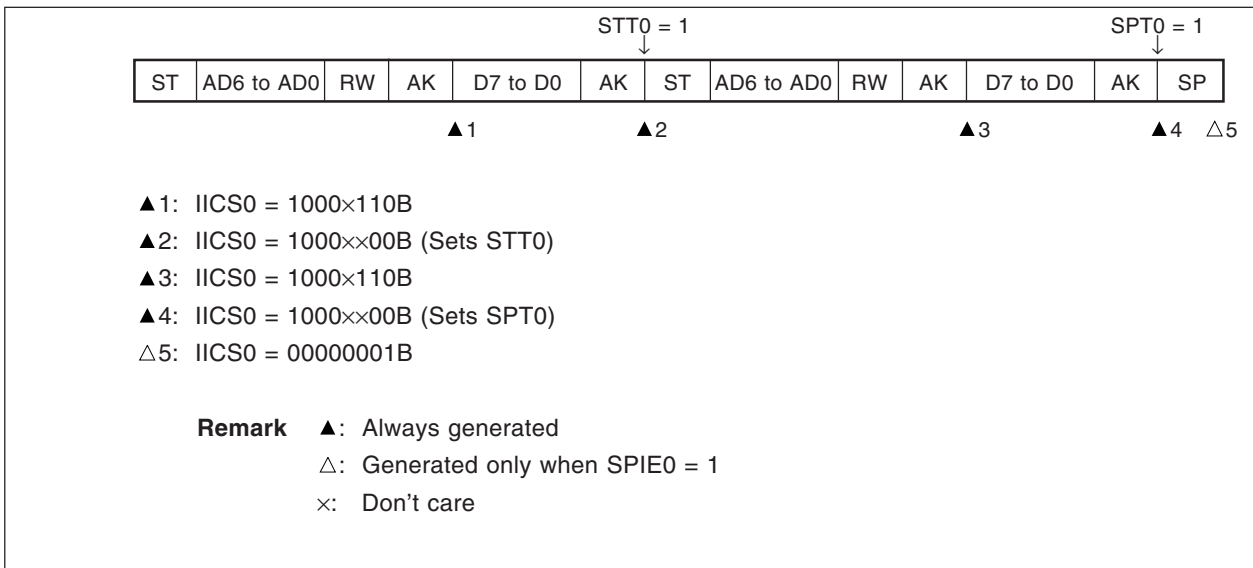 STT0 = 1 SPT0 = 1
↓ ↓
ST AD6 to AD0 RW AK D7 to D0 AK ST AD6 to AD0 RW AK D7 to D0 AK SP
▲1 ▲2 ▲3 ▲4 △5
▲1: IICS0 = 1000×110B
▲2: IICS0 = 1000××00B (Sets STT0)
▲3: IICS0 = 1000×110B
▲4: IICS0 = 1000××00B (Sets SPT0)
△5: IICS0 = 00000001B
Remark ▲: Always generated
△: Generated only when SPIE0 = 1
×: Don't care